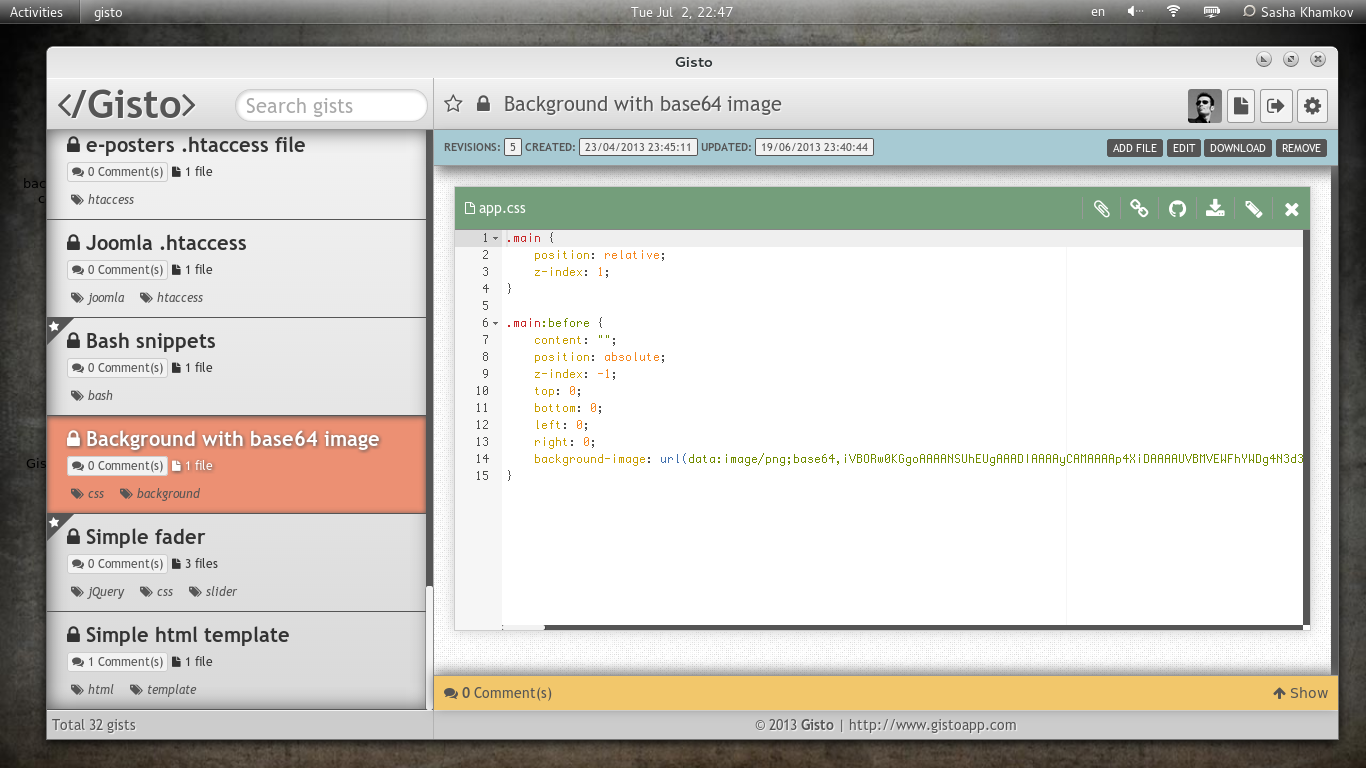 Activities gisto Tue Jul 2, 22:47 en Sasha Khamkov
Gisto
</Gisto> Search gists
Background with base64 image
REVISIONS: 5 CREATED: 23/04/2013 23:45:11 UPDATED: 19/06/2013 23:40:44 ADD FILE EDIT DOWNLOAD REMOVE
e-posters .htaccess file
0 Comment(s) 1 file
htaccess
Joomla .htaccess
0 Comment(s) 1 file
joomla htaccess
Bash snippets
0 Comment(s) 1 file
bash
Background with base64 image
0 Comment(s) 1 file
css background
Simple fader
0 Comment(s) 3 files
jQuery css slider
Simple html template
1 Comment(s) 1 file
html template
Total 32 gists
app.css
1 .main {
2 position: relative;
3 z-index: 1;
4 }
5
6 .main:before {
7 content: "";
8 position: absolute;
9 z-index: -1;
10 top: 0;
11 bottom: 0;
12 left: 0;
13 right: 0;
14 background-image: url(data:image/png;base64,iVBORw0KGgoAAAANSUhEUgAAADIAAAAyCAMAAAAp4XiDAAAAUVBMVEWFhYWDg4N3d3
15 }
0 Comment(s) Show
© 2013 Gisto | http://www.gistoapp.com